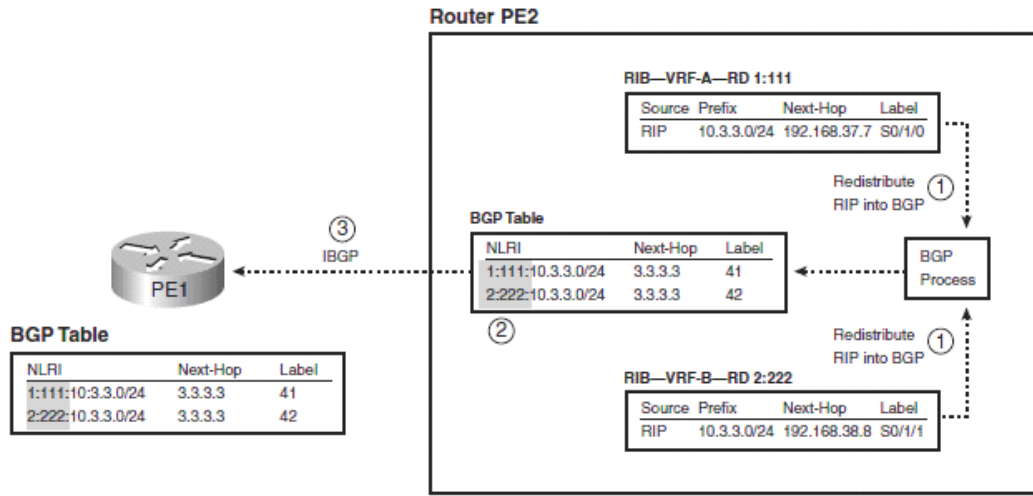 Router PE2
RIB—VRF-A—RD 1:111
Source Prefix Next-Hop Label
RIP 10.3.3.0/24 192.168.37.7 S0/1/0
Redistribute
RIP into BGP
1
BGP Table
NLRI Next-Hop Label
1:111:10.3.3.0/24 3.3.3.3 41
2:222:10.3.3.0/24 3.3.3.3 42
2
3
IBGP
PE1
BGP
Process
BGP Table
NLRI Next-Hop Label
1:111:10:3.3.0/24 3.3.3.3 41
2:222:10.3.3.0/24 3.3.3.3 42
Redistribute
RIP into BGP
1
RIB—VRF-B—RD 2:222
Source Prefix Next-Hop Label
RIP 10.3.3.0/24 192.168.38.8 S0/1/1